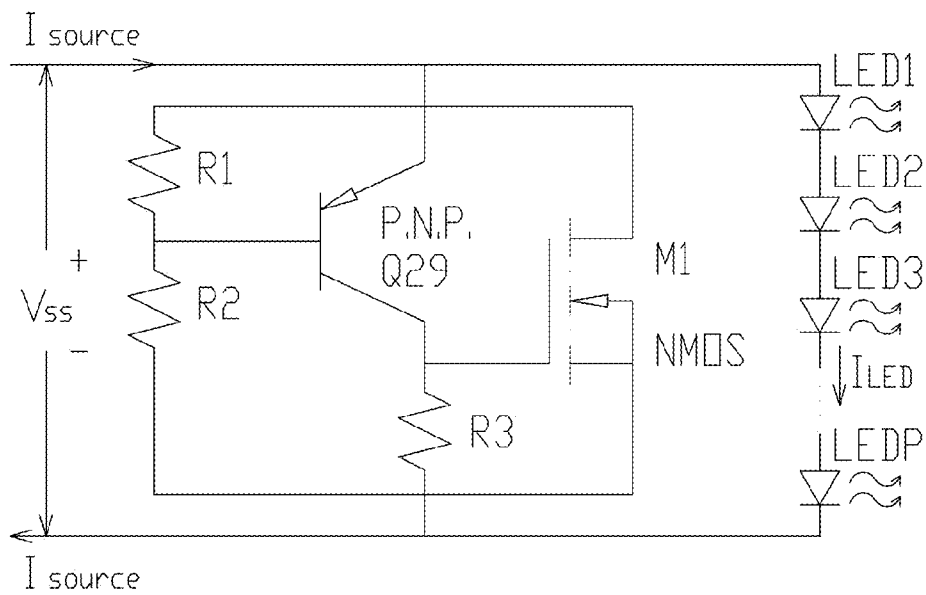 I source
LED1
R1
LED2
P.N.P.
Q29
M1
+
Vss
-
R2
LED3
NMOS
ILED
R3
LEDP
I source